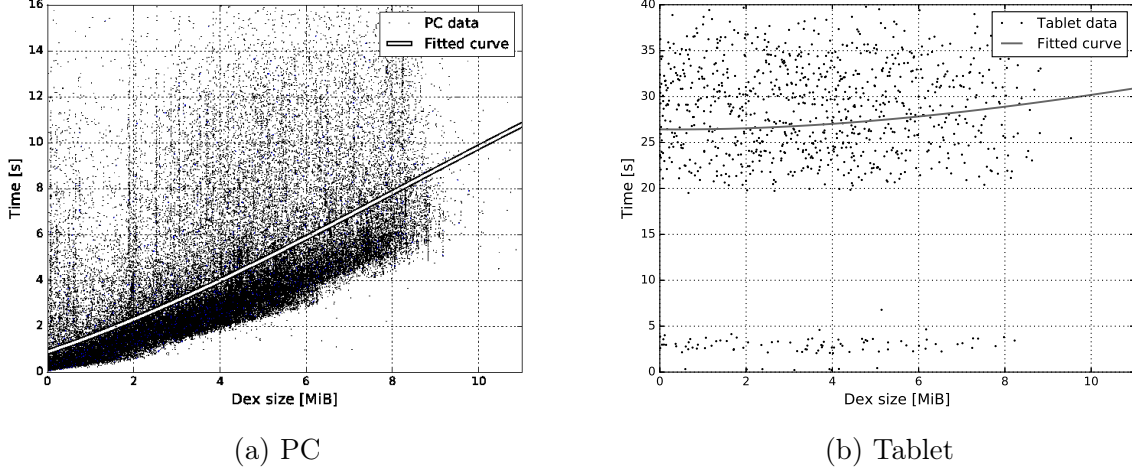 16
14
12
10
8
6
4
2
0
Time [s]
0 2 4 6 8 10
Dex size [MiB]
PC data
Fitted curve
(a) PC
40
35
30
25
20
15
10
5
0
Time [s]
0 2 4 6 8 10
Dex size [MiB]
Tablet data
Fitted curve
(b) Tablet